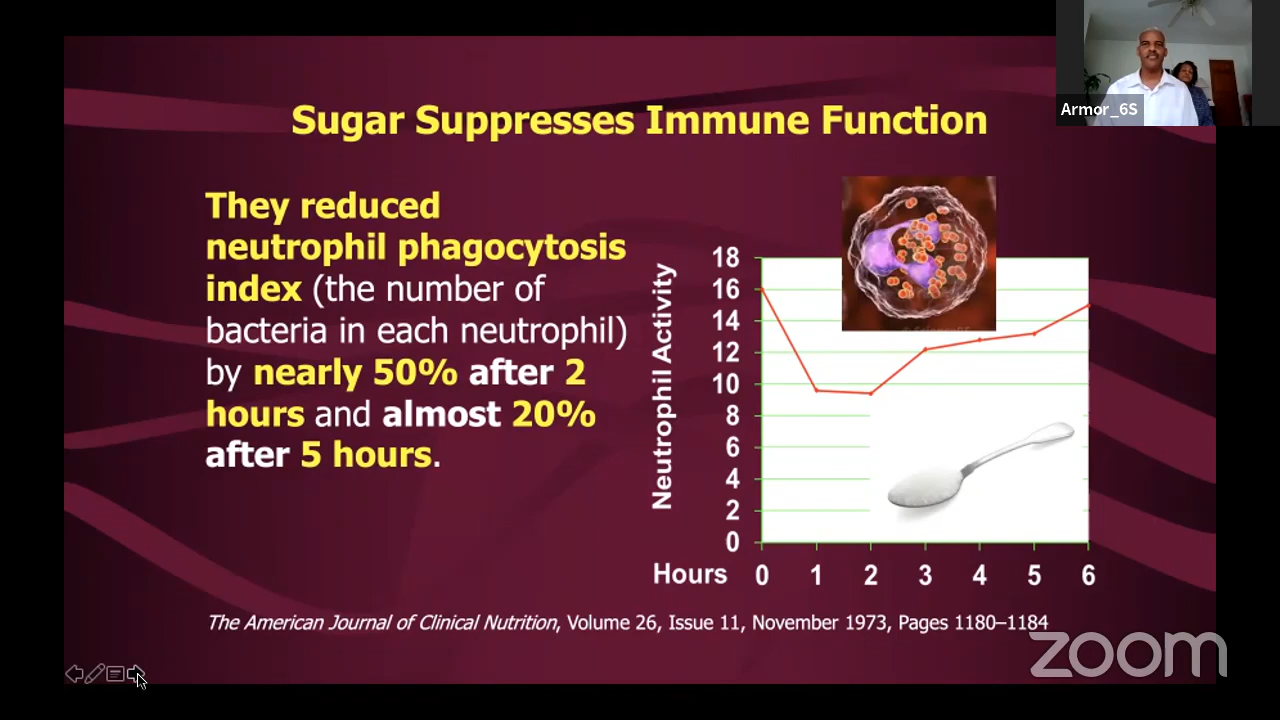 Armor_6S
Sugar Suppresses Immune Function
They reduced
neutrophil phagocytosis
index (the number of
bacteria in each neutrophil)
by nearly 50% after 2
hours and almost 20%
after 5 hours.
Neutrophil Activity
18
16
14
12
10
8
6
4
2
0
Hours 0 1 2 3 4 5 6
The American Journal of Clinical Nutrition, Volume 26, Issue 11, November 1973, Pages 1180–1184
zoom